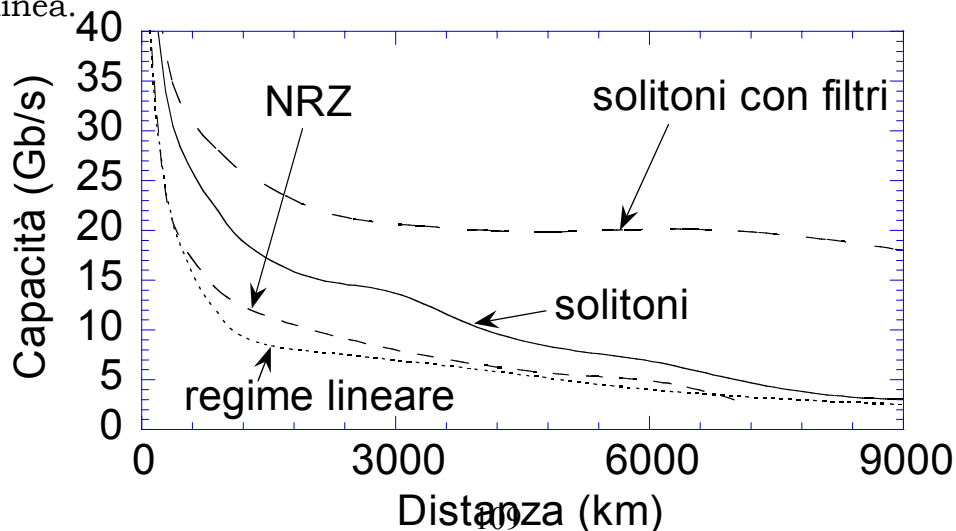 linea.
40
35
30
25
20
15
10
5
0
Capacità (Gb/s)
NRZ
solitoni con filtri
solitoni
regime lineare
0 3000 6000 9000
Distanza (km)
109